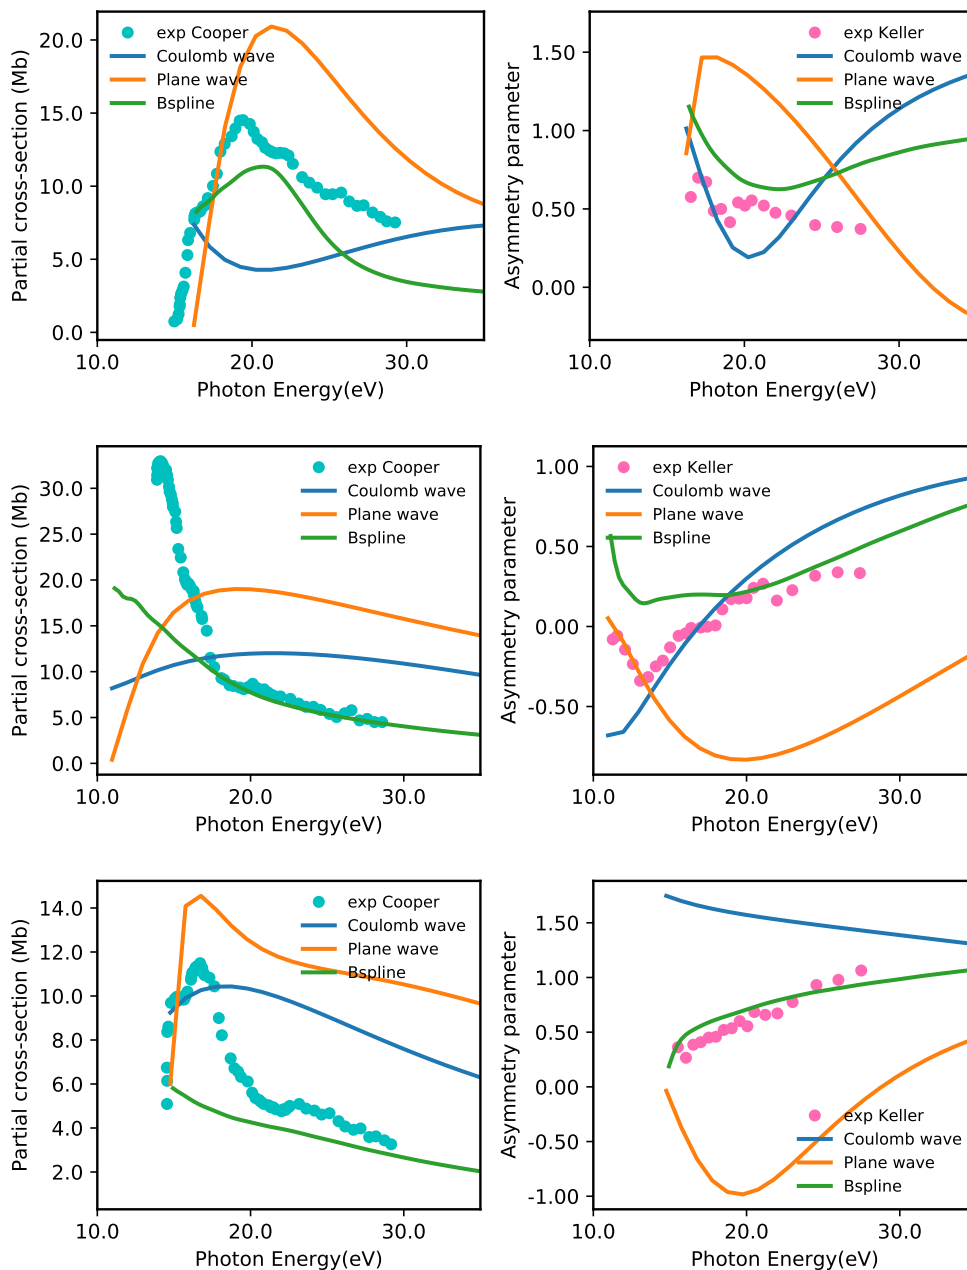 Partial cross-section (Mb)
20.0
15.0
10.0
5.0
0.0
exp Cooper
Coulomb wave
Plane wave
Bspline
10.0 20.0 30.0
Photon Energy(eV)
Asymmetry parameter
1.50
1.00
0.50
0.00
exp Keller
Coulomb wave
Plane wave
Bspline
10.0 20.0 30.0
Photon Energy(eV)
Partial cross-section (Mb)
30.0
25.0
20.0
15.0
10.0
5.0
0.0
exp Cooper
Coulomb wave
Plane wave
Bspline
10.0 20.0 30.0
Photon Energy(eV)
Asymmetry parameter
1.00
0.50
0.00
-0.50
exp Keller
Coulomb wave
Plane wave
Bspline
10.0 20.0 30.0
Photon Energy(eV)
Partial cross-section (Mb)
14.0
12.0
10.0
8.0
6.0
4.0
2.0
exp Cooper
Coulomb wave
Plane wave
Bspline
10.0 20.0 30.0
Photon Energy(eV)
Asymmetry parameter
1.50
1.00
0.50
0.00
-0.50
-1.00
exp Keller
Coulomb wave
Plane wave
Bspline
10.0 20.0 30.0
Photon Energy(eV)